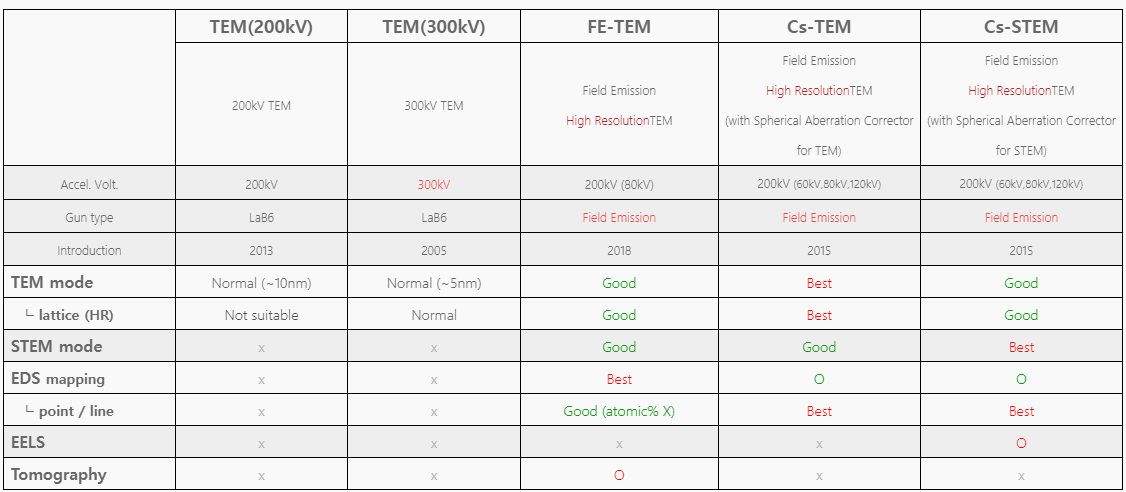 TEM(200kV) TEM(300kV) FE-TEM Cs-TEM Cs-STEM
200kV TEM
300kV TEM
Field Emission
High ResolutionTEM
Field Emission
High ResolutionTEM
(with Spherical Aberration Corrector
for TEM)
Field Emission
High ResolutionTEM
(with Spherical Aberration Corrector
for STEM)
Accel. Volt. 200kV 300kV 200kV (80kV) 200kV (60kV,80kV,120kV) 200kV (60kV,80kV,120kV)
Gun type LaB6 LaB6 Field Emission Field Emission Field Emission
Introduction 2013 2005 2018 2015 2015
TEM mode Normal (~10nm) Normal (~5nm) Good Best Good
└ lattice (HR) Not suitable Normal Good Best Good
STEM mode x x Good Good Best
EDS mapping x x Best O O
└ point / line x x Good (atomic% X) Best Best
EELS x x x x O
Tomography x x O x x